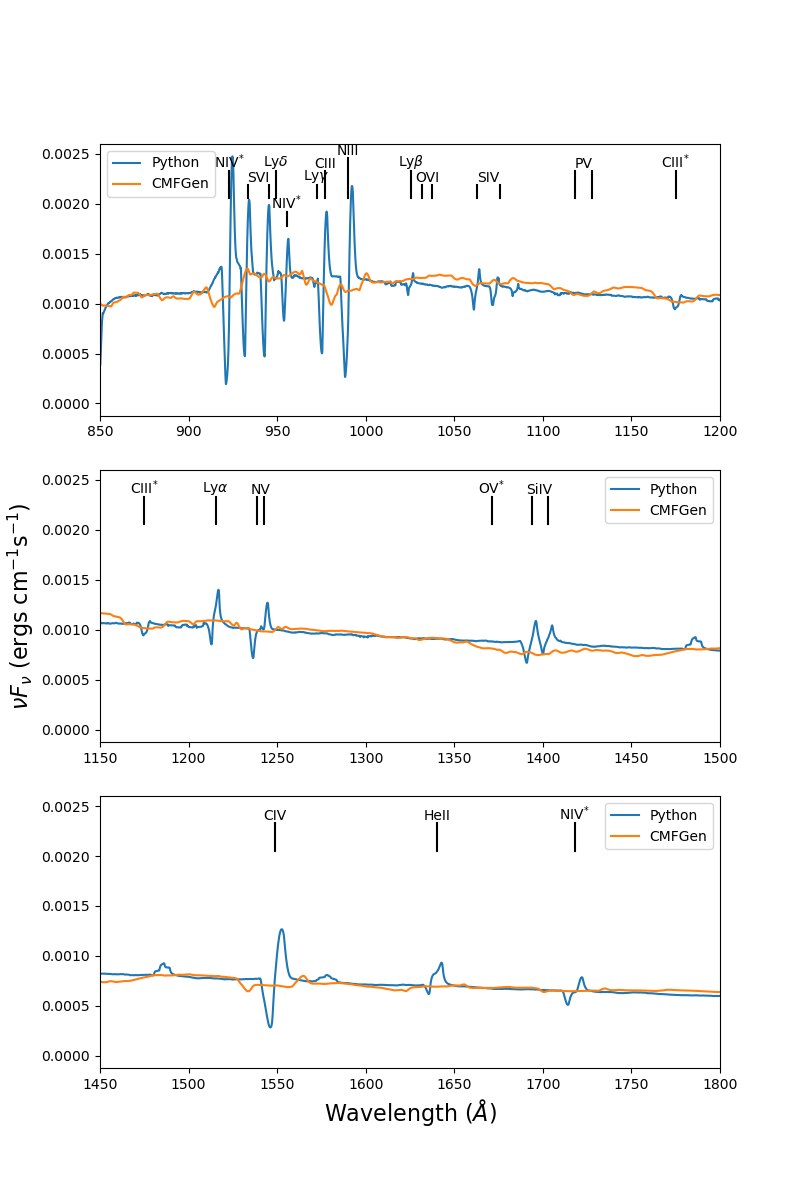 NIII
NIV* Lyδ CIII Lyβ PV CIII*
SVI Lyγ OVI SIV
NIV*
Python
CMFGen
0.0025
0.0020
0.0015
0.0010
0.0005
0.0000
850 900 950 1000 1050 1100 1150 1200
CIII* Lyα NV OV* SiIV
Python
CMFGen
0.0025
0.0020
0.0015
0.0010
0.0005
0.0000
1150 1200 1250 1300 1350 1400 1450 1500
νFν (ergs cm−1s−1)
CIV HeII NIV*
Python
CMFGen
0.0025
0.0020
0.0015
0.0010
0.0005
0.0000
1450 1500 1550 1600 1650 1700 1750 1800
Wavelength (Å)